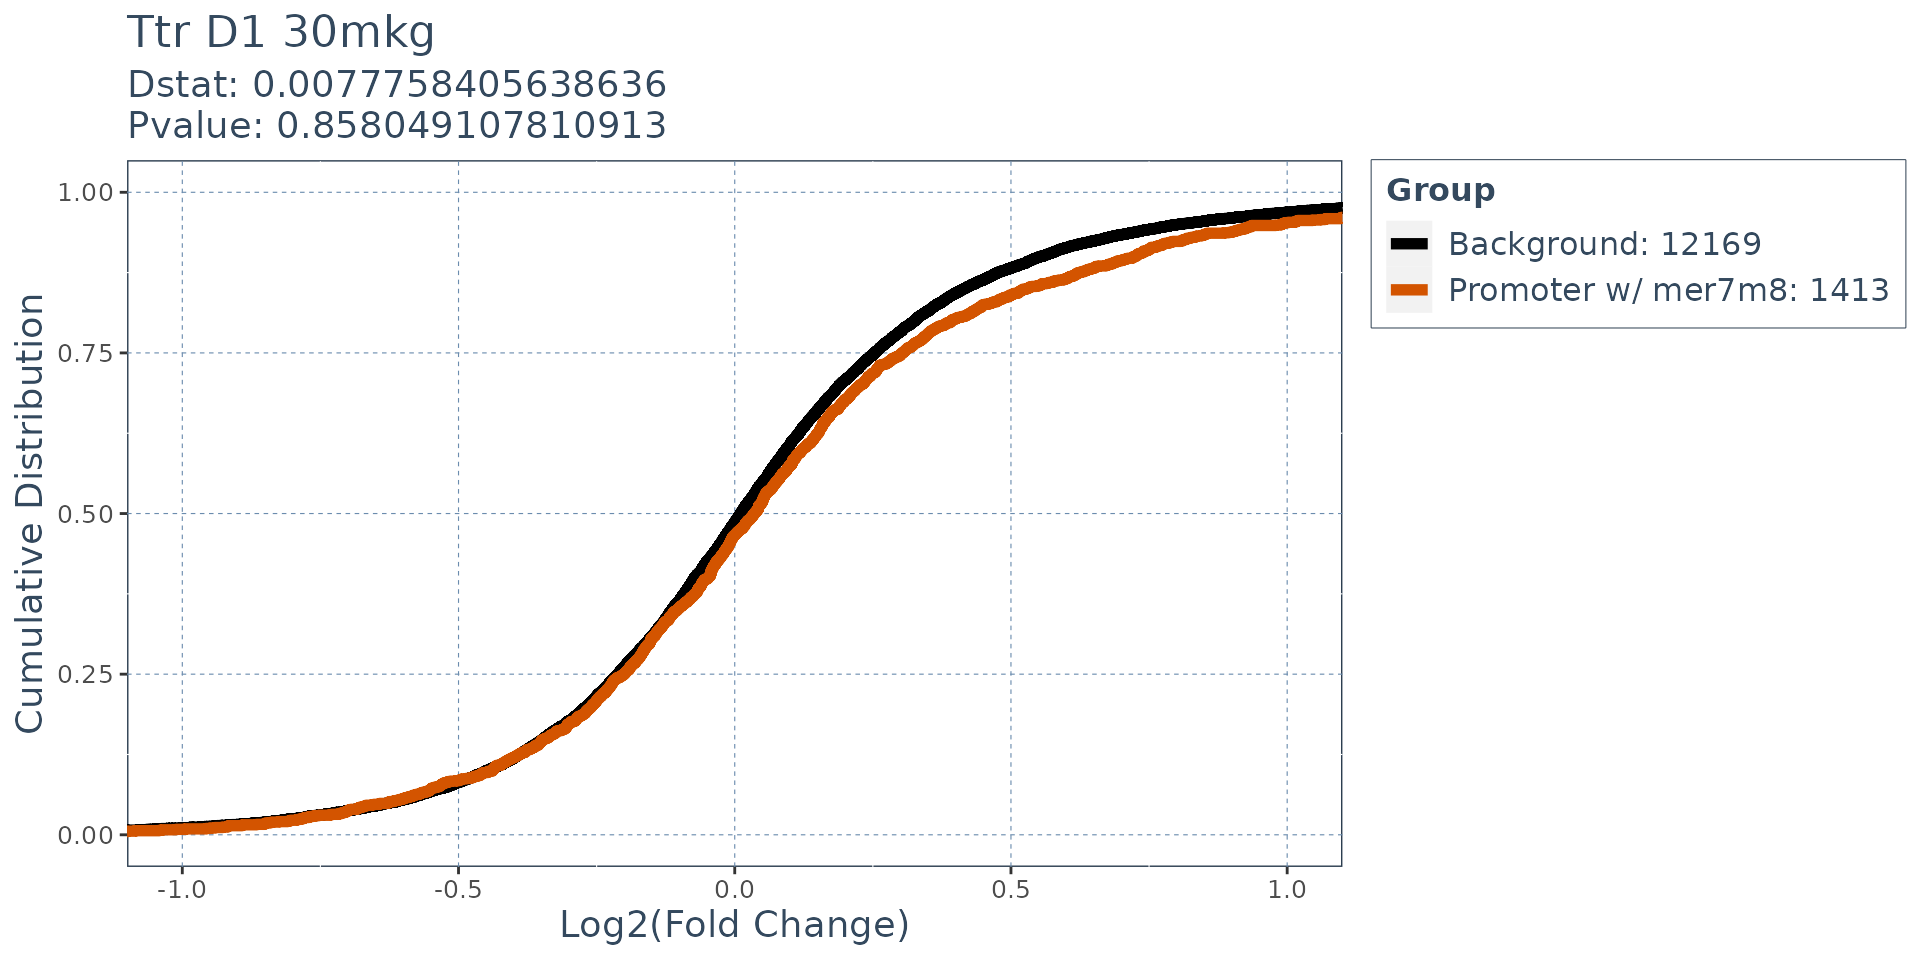 Ttr D1 30mkg
Dstat: 0.0077758405638636
Pvalue: 0.858049107810913
Cumulative Distribution
1.00
0.75
0.50
0.25
0.00
-1.0
-0.5
0.0
0.5
1.0
Log2(Fold Change)
Group
Background: 12169
Promoter w/ mer7m8: 1413